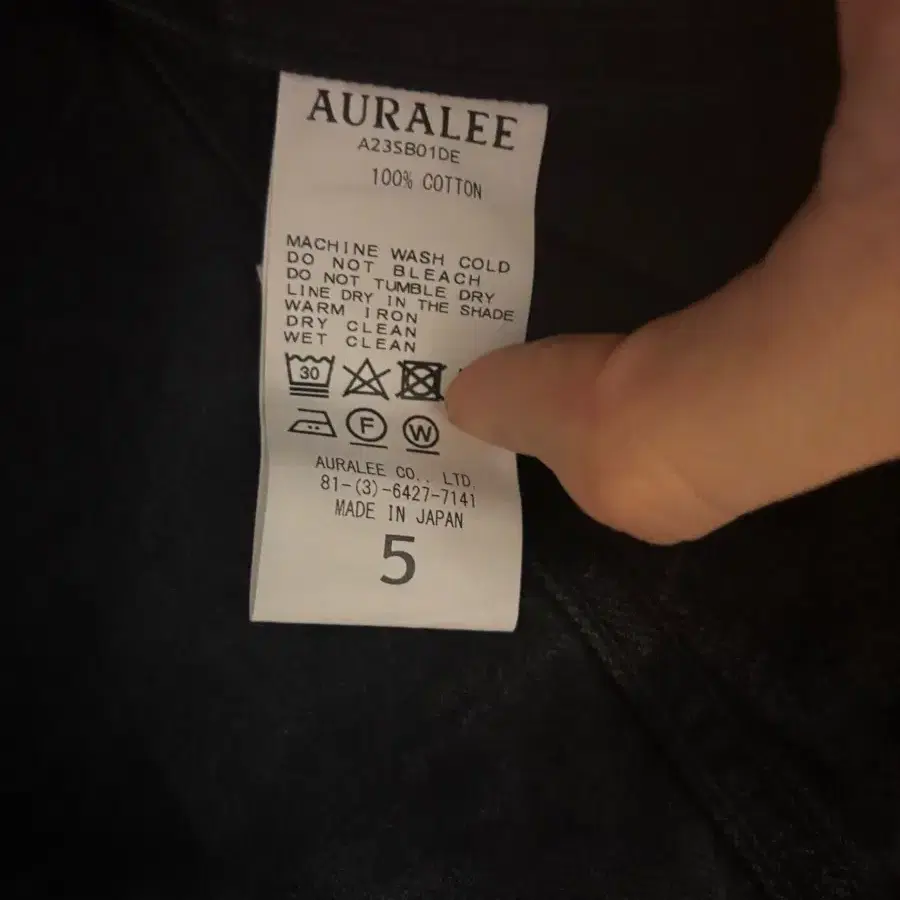 AURALEE
A23SB01DE
100% COTTON
MACHINE WASH COLD
DO NOT BLEACH
DO NOT TUMBLE DRY
LINE DRY IN THE SHADE
WARM IRON
DRY CLEAN
WET CLEAN
30
F W
AURALEE CO., LTD.
81-(3)-6427-7141
MADE IN JAPAN
5